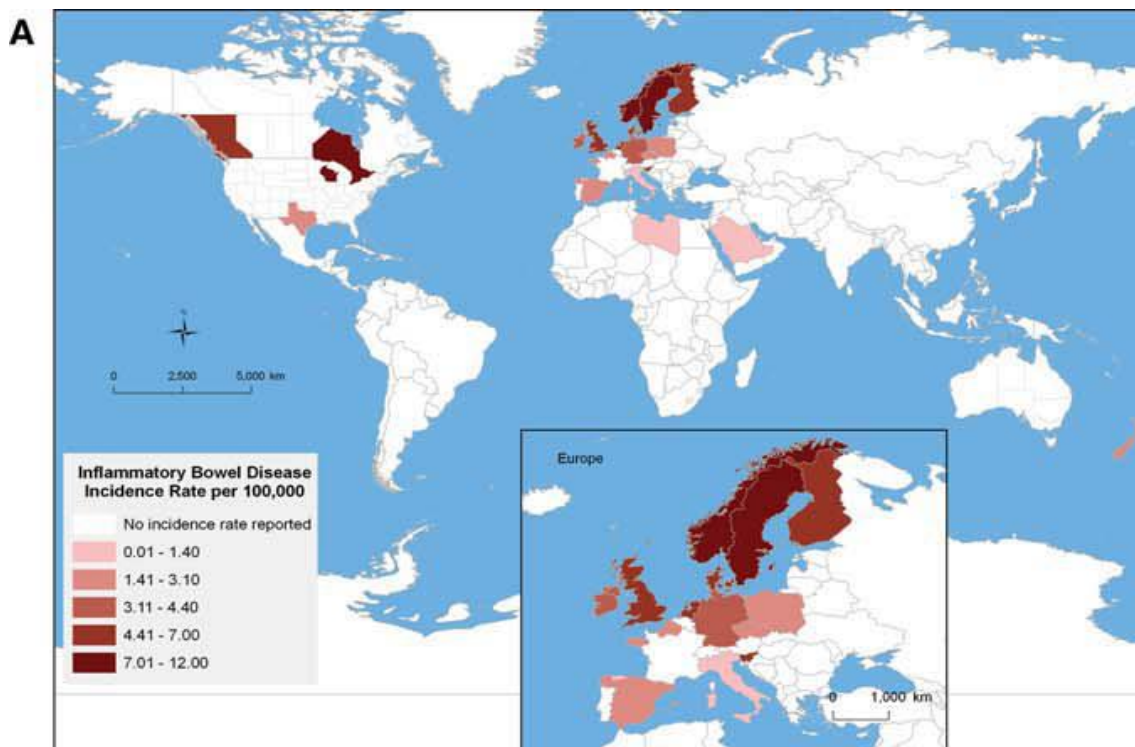 A
0 2,500 5,000 km
Inflammatory Bowel Disease
Incidence Rate per 100,000
No incidence rate reported
0.01 - 1.40
1.41 - 3.10
3.11 - 4.40
4.41 - 7.00
7.01 - 12.00
Europe
0 1,000 km